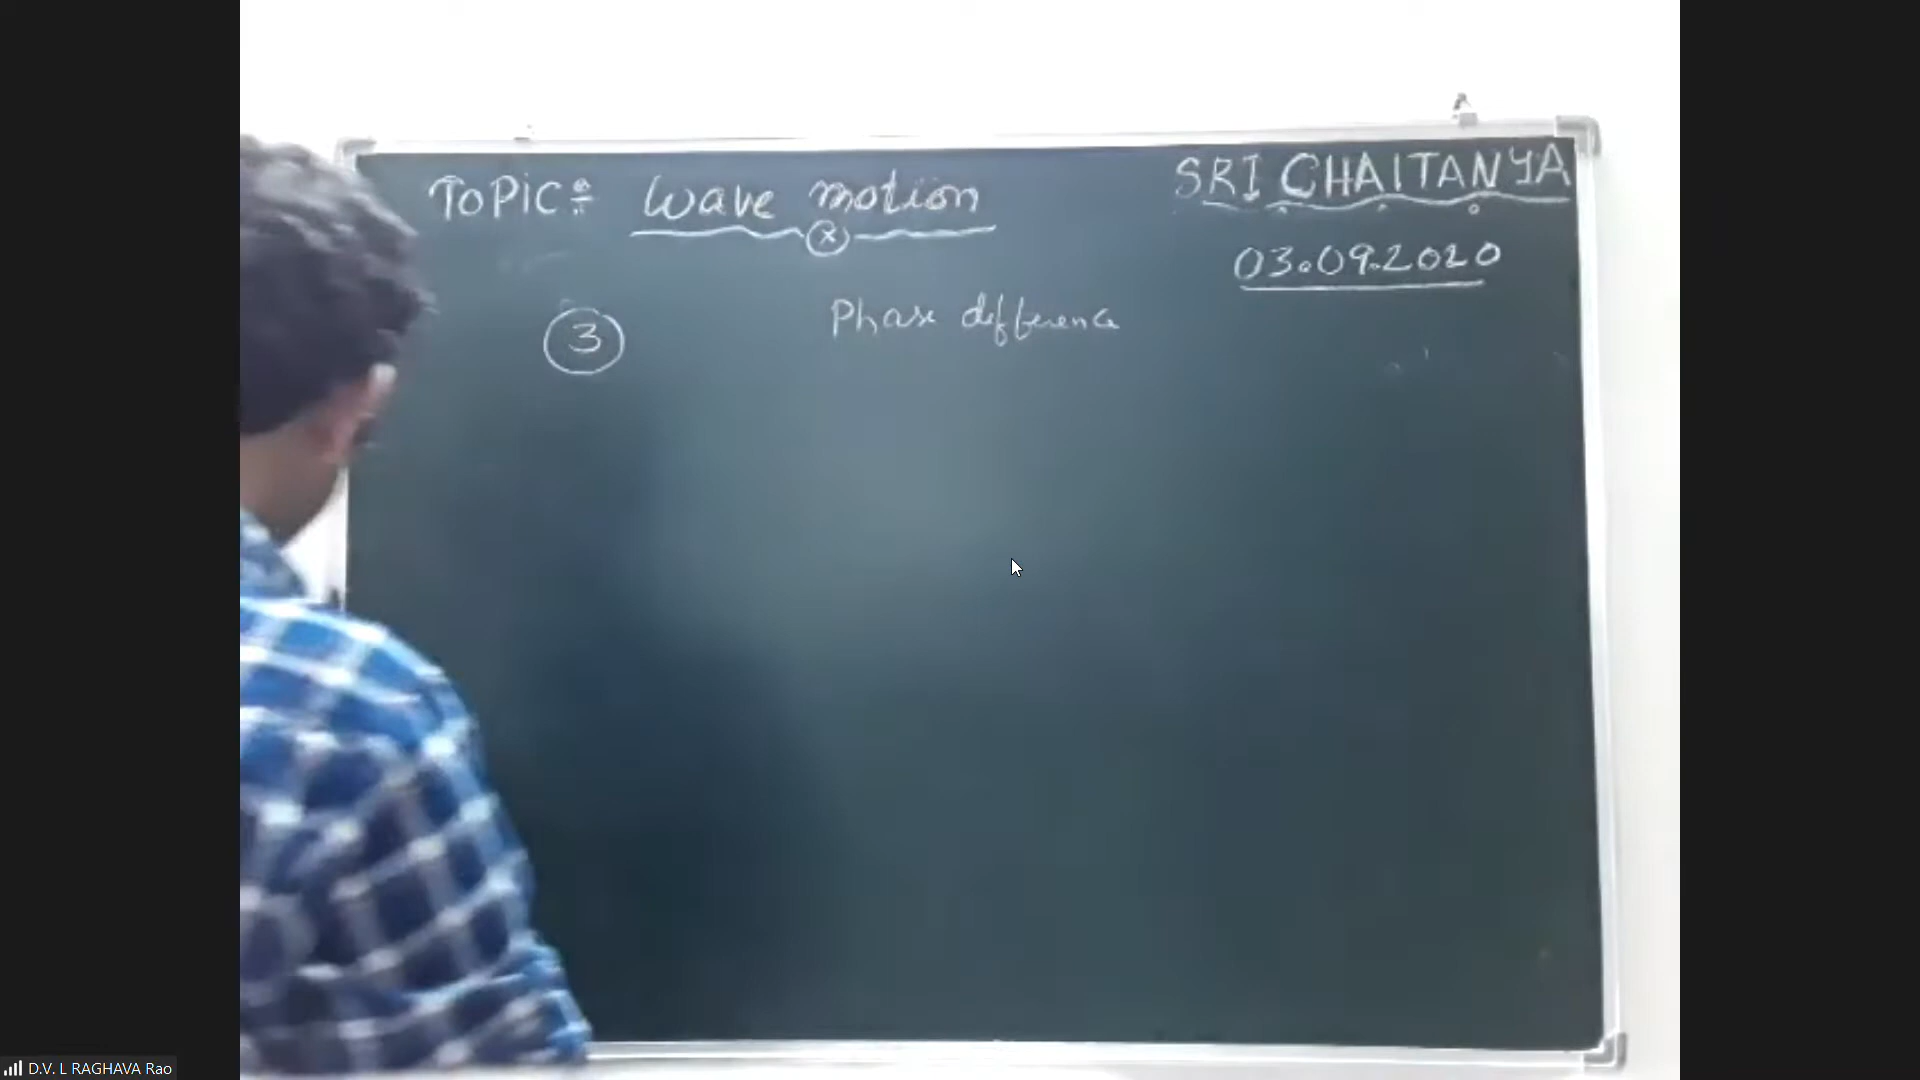 TOPIC:- Wave motion
SRI CHAITANYA
03.09.2020
3
Phase difference
D.V. L RAGHAVA Rao